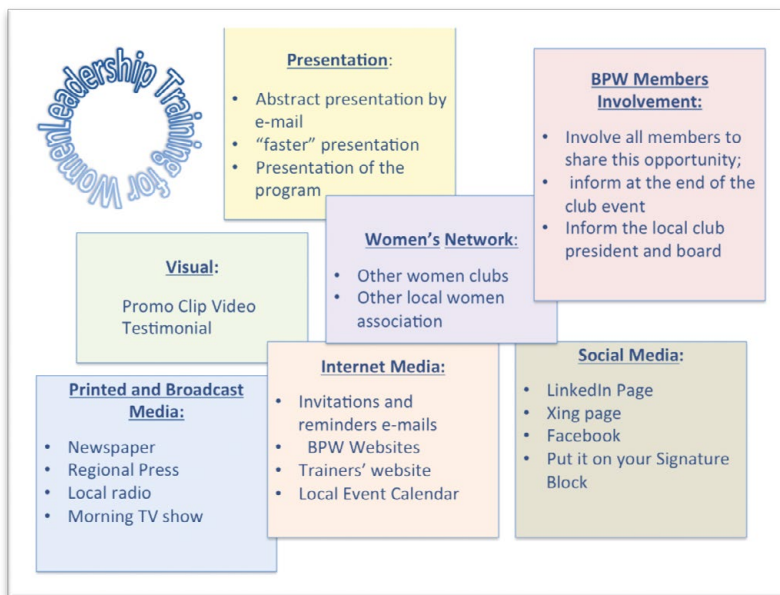 Leadership Training for Women
Presentation:
• Abstract presentation by
e-mail
• “faster” presentation
• Presentation of the
program
BPW Members
Involvement:
• Involve all members to
share this opportunity;
• inform at the end of the
club event
• Inform the local club
president and board
Women’s Network:
• Other women clubs
• Other local women
association
Visual:
Promo Clip Video
Testimonial
Printed and Broadcast
Media:
• Newspaper
• Regional Press
• Local radio
• Morning TV show
Internet Media:
• Invitations and
reminders e-mails
• BPW Websites
• Trainers’ website
• Local Event Calendar
Social Media:
• LinkedIn Page
• Xing page
• Facebook
• Put it on your Signature
Block